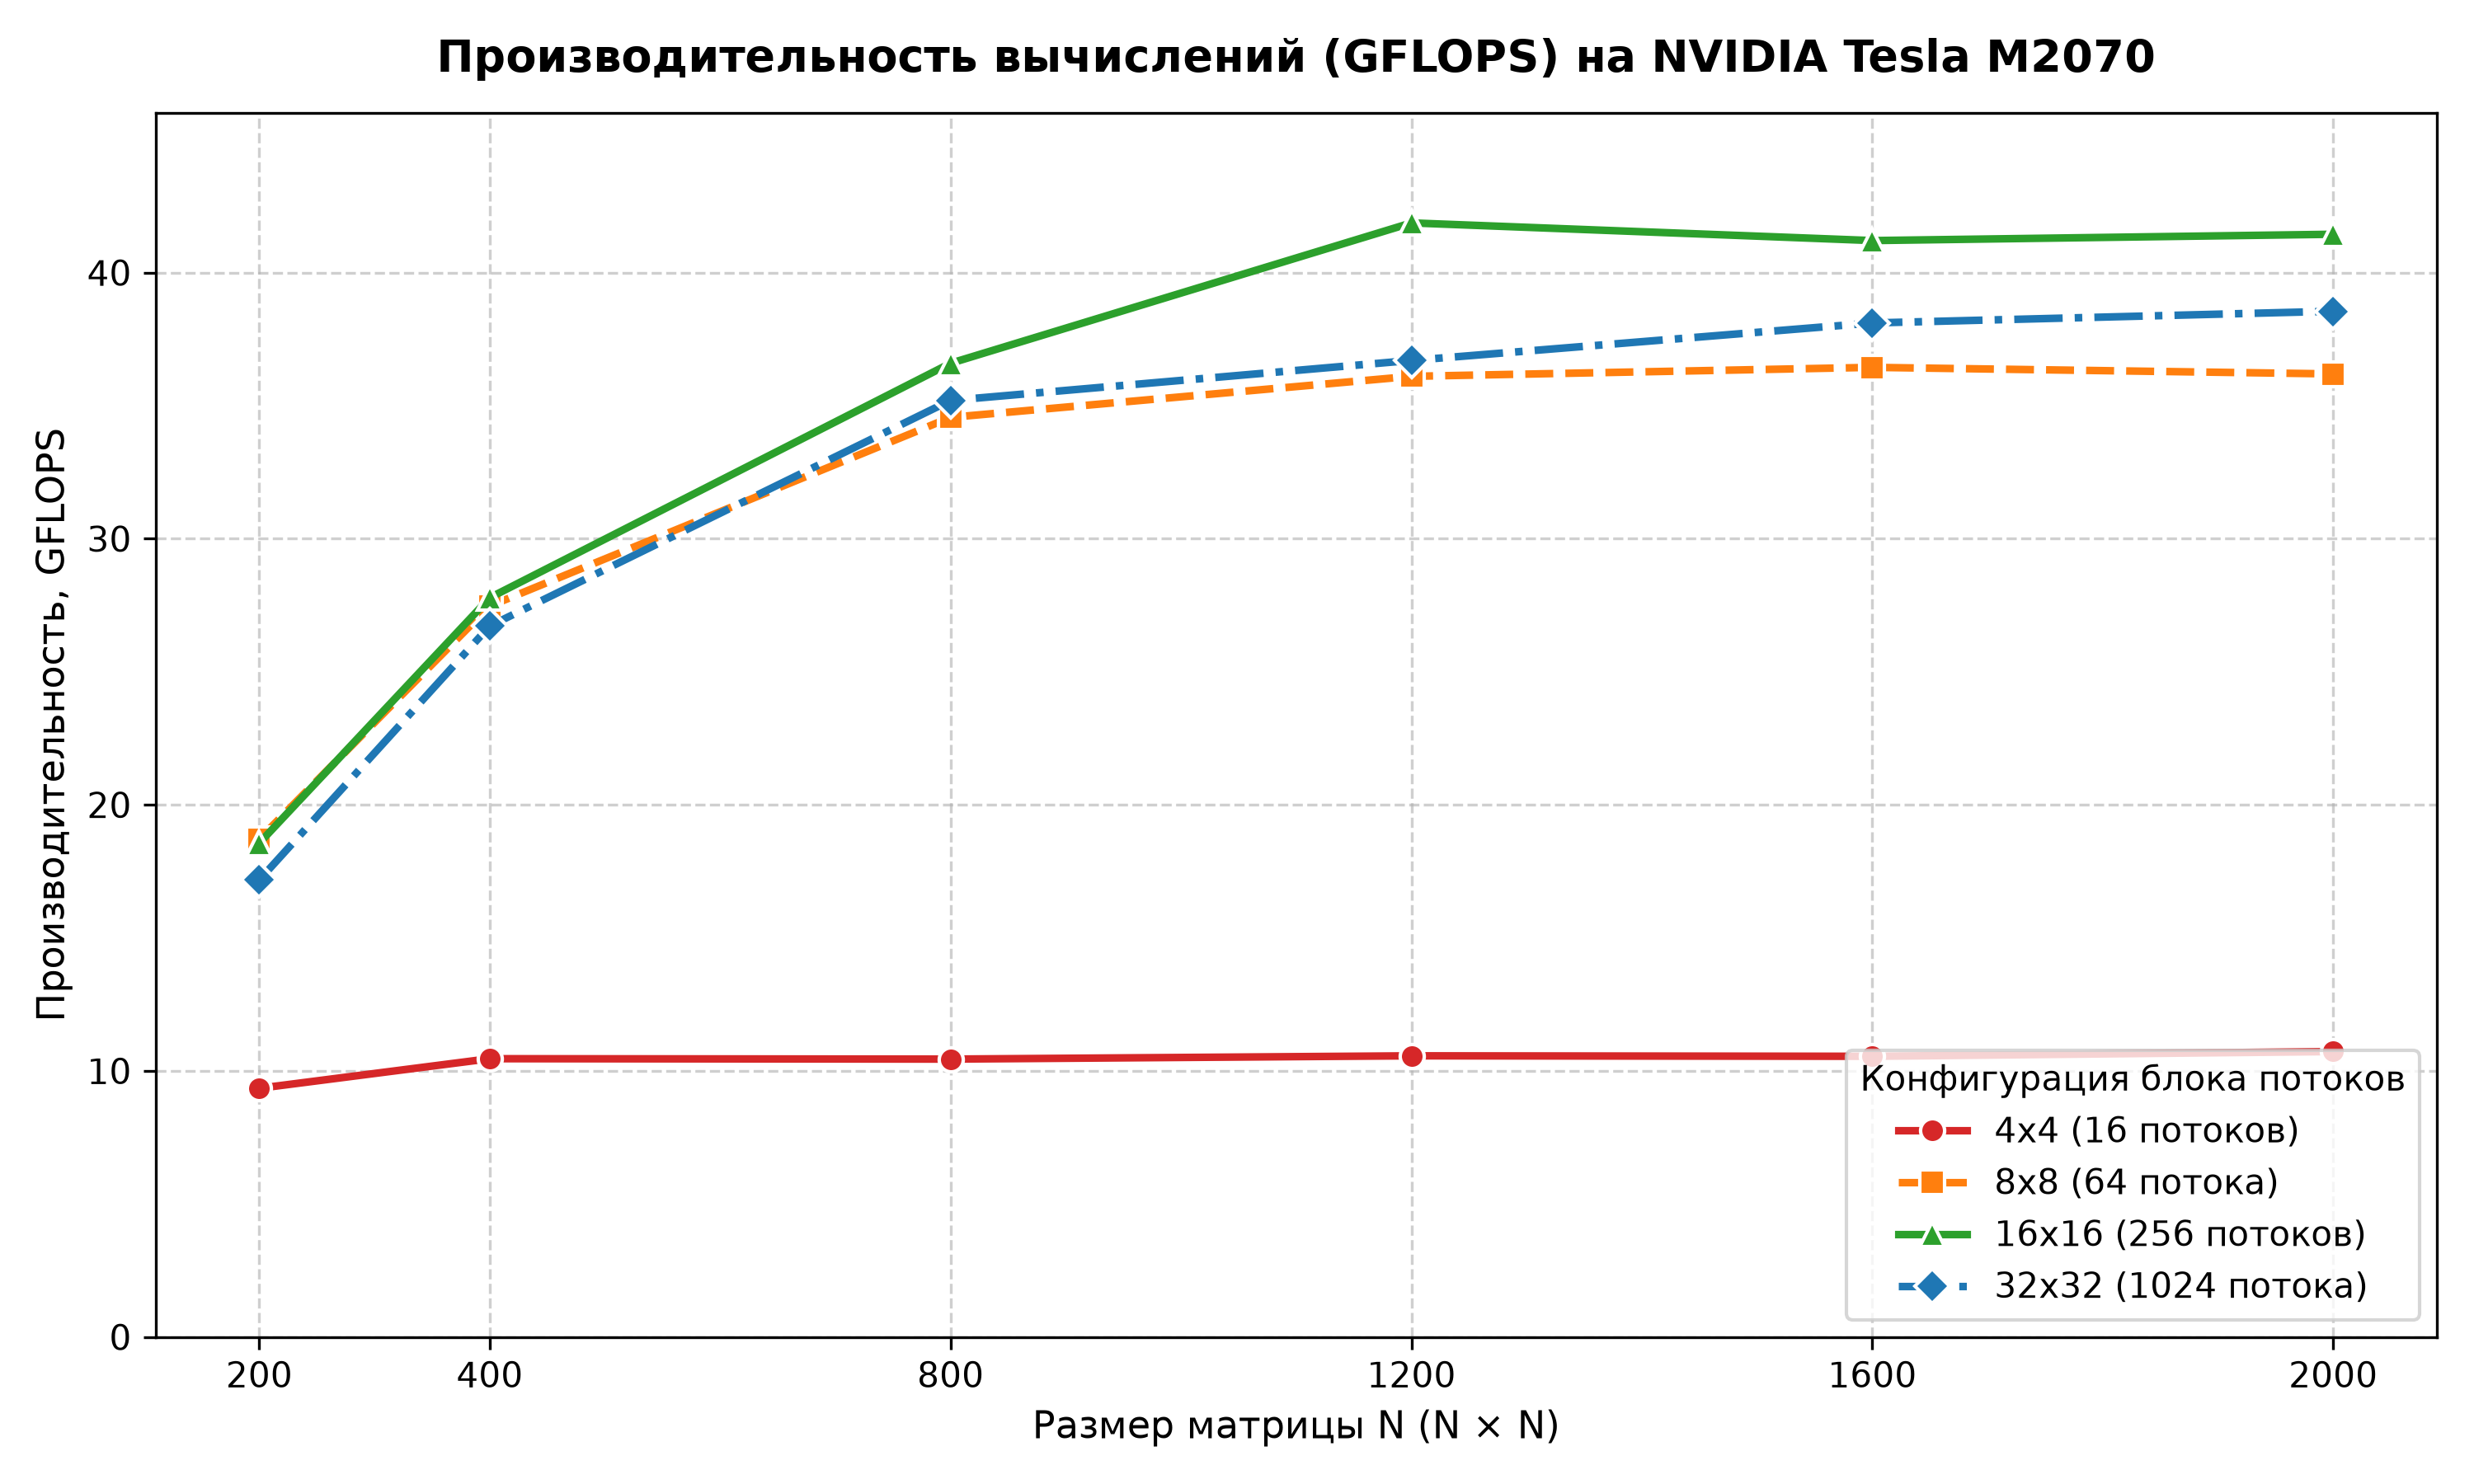 Производительность вычислений (GFLOPS) на NVIDIA Tesla M2070
Производительность, GFLOPS
40
30
20
10
0
200 400 800 1200 1600 2000
Размер матрицы N (N × N)
Конфигурация блока потоков
4x4 (16 потоков)
8x8 (64 потока)
16x16 (256 потоков)
32x32 (1024 потока)